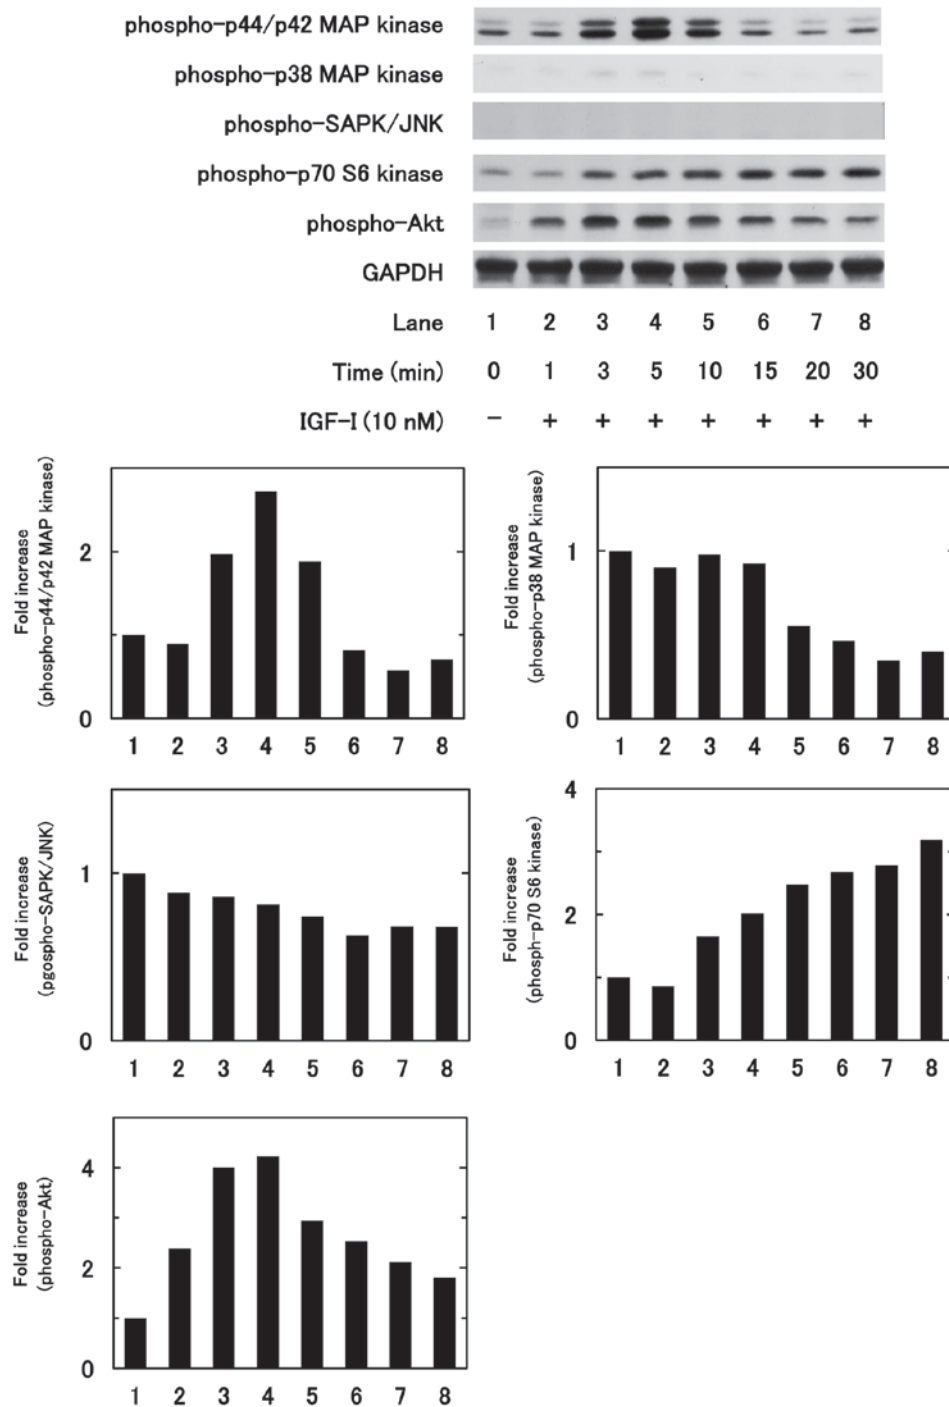 phospho-p44/p42 MAP kinase
phospho-p38 MAP kinase
phospho-SAPK/JNK
phospho-p70 S6 kinase
phospho-Akt
GAPDH
Lane 1 2 3 4 5 6 7 8
Time (min) 0 1 3 5 10 15 20 30
IGF-I (10 nM) − + + + + + + +
Fold increase
(phospho-p44/p42 MAP kinase)
2
0
1 2 3 4 5 6 7 8
Fold increase
(phospho-p38 MAP kinase)
1
0
1 2 3 4 5 6 7 8
Fold increase
(pgospho-SAPK/JNK)
1
0
1 2 3 4 5 6 7 8
Fold increase
(phosph-p70 S6 kinase)
4
2
0
1 2 3 4 5 6 7 8
Fold increase
(phospho-Akt)
4
2
0
1 2 3 4 5 6 7 8